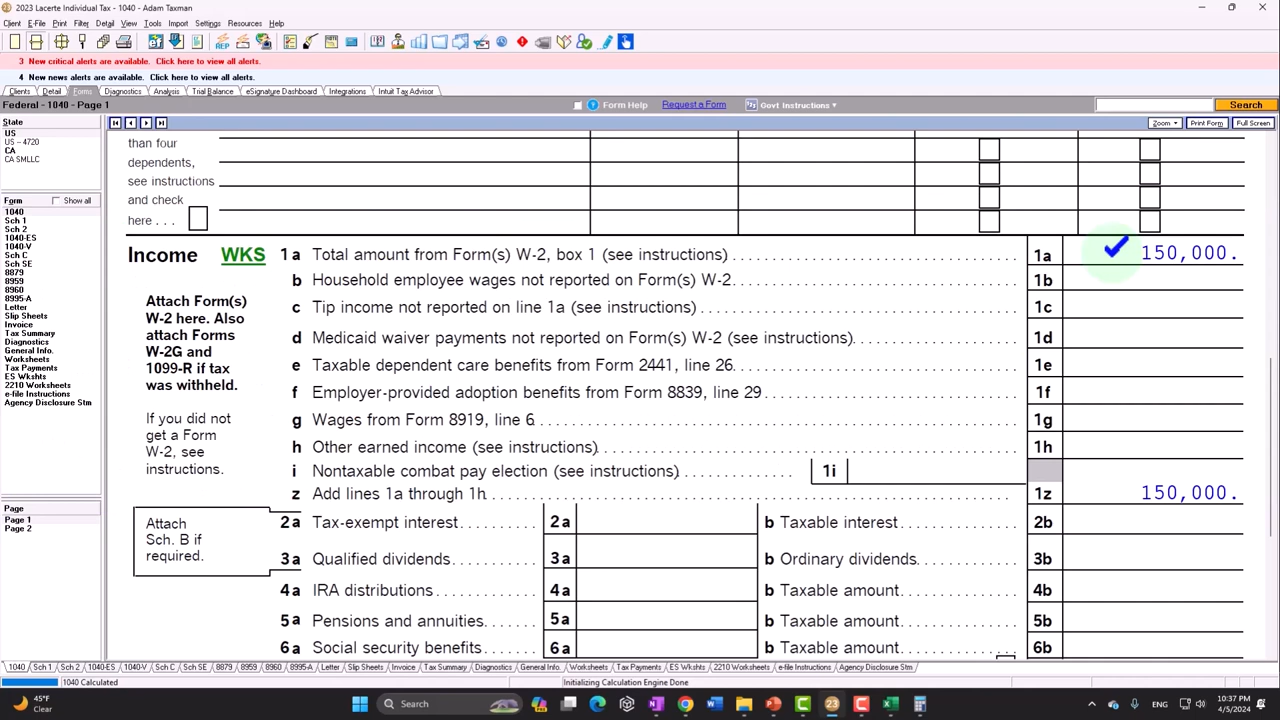 2023 Lacerte Individual Tax - 1040 - Adam Taxman
Client E-File Print Filter Detail View Tools Import Settings Resources Help
REP
3 New critical alerts are available. Click here to view all alerts.
4 New news alerts are available. Click here to view all alerts.
Clients Detail Forms Diagnostics Analysis Trial Balance eSignature Dashboard Integrations Intuit Tax Advisor
Federal - 1040 - Page 1
Form Help Request a Form Govt Instructions Search
State
Zoom Print Form Full Screen
US
US - 4720
CA
CA SMLLC
Form Show all
1040
Sch 1
Sch 2
1040-ES
1040-V
Sch C
Sch SE
8879
8959
8960
8995-A
Letter
Slip Sheets
Invoice
Tax Summary
Diagnostics
General Info.
Worksheets
Tax Payments
ES Wkshts
2210 Worksheets
e-file Instructions
Agency Disclosure Stm
Page
Page 1
Page 2
than four
dependents,
see instructions
and check
here . . .
Income WKS 1a Total amount from Form(s) W-2, box 1 (see instructions) 1a 150,000.
b Household employee wages not reported on Form(s) W-2 1b
Attach Form(s)
W-2 here. Also
attach Forms
W-2G and
1099-R if tax
was withheld.
c Tip income not reported on line 1a (see instructions) 1c
d Medicaid waiver payments not reported on Form(s) W-2 (see instructions) 1d
e Taxable dependent care benefits from Form 2441, line 26 1e
f Employer-provided adoption benefits from Form 8839, line 29 1f
If you did not
get a Form
W-2, see
instructions.
g Wages from Form 8919, line 6 1g
h Other earned income (see instructions) 1h
i Nontaxable combat pay election (see instructions) 1i
z Add lines 1a through 1h 1z 150,000.
Attach
Sch. B if
required.
2a Tax-exempt interest 2a b Taxable interest 2b
3a Qualified dividends 3a b Ordinary dividends 3b
4a IRA distributions 4a b Taxable amount 4b
5a Pensions and annuities 5a b Taxable amount 5b
6a Social security benefits 6a b Taxable amount 6b
1040 Sch 1 Sch 2 1040-ES 1040-V Sch C Sch SE 8879 8959 8960 8995-A Letter Slip Sheets Invoice Tax Summary Diagnostics General Info. Worksheets Tax Payments ES Wkshts 2210 Worksheets e-file Instructions Agency Disclosure Stm
1040 Calculated Initializing Calculation Engine Done
45°F
Clear
Search
23
ENG
10:37 PM
4/5/2024